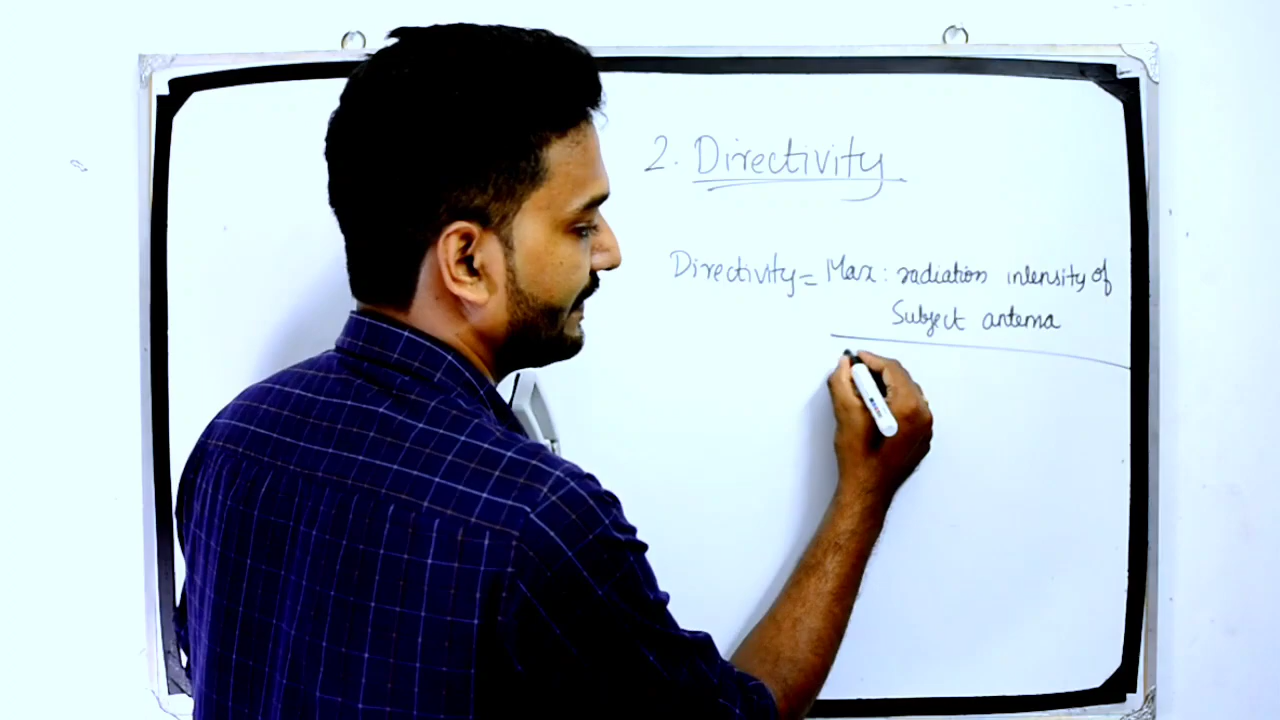 2. Directivity
Directivity = Max: radiation intensity of
Subject antenna